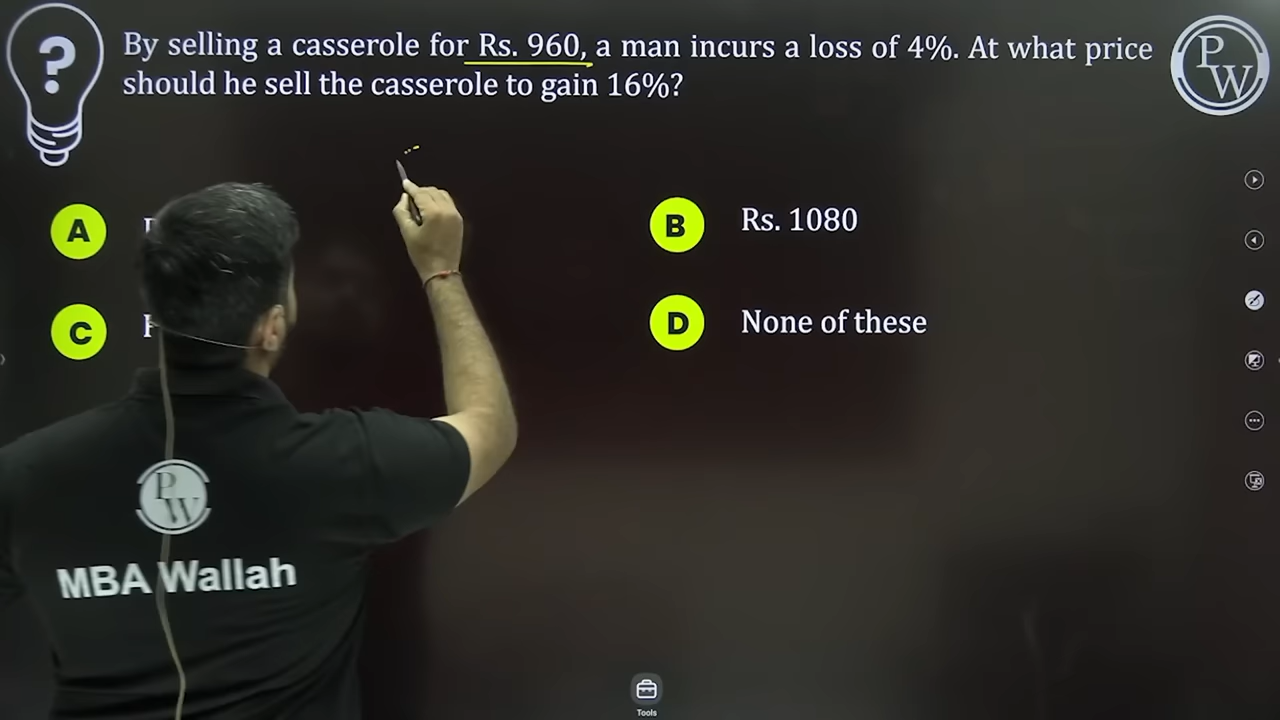 ?
By selling a casserole for Rs. 960, a man incurs a loss of 4%. At what price
should he sell the casserole to gain 16%?
PW
A
B Rs. 1080
C
D None of these
PW
MBA Wallah
Tools